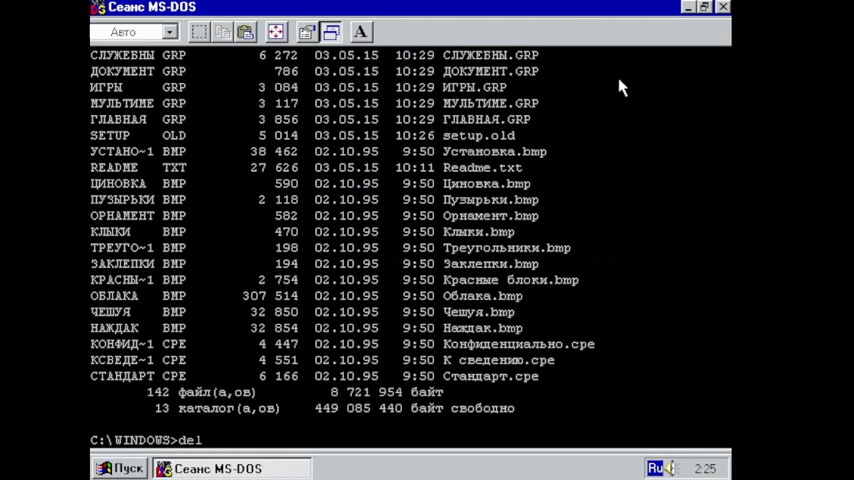 Сеанс MS-DOS
Авто
СЛУЖЕБНЫ GRP 6 272 03.05.15 10:29 СЛУЖЕБНЫ.GRP
ДОКУМЕНТ GRP 786 03.05.15 10:29 ДОКУМЕНТ.GRP
ИГРЫ GRP 3 084 03.05.15 10:29 ИГРЫ.GRP
МУЛЬТИМЕ GRP 3 117 03.05.15 10:29 МУЛЬТИМЕ.GRP
ГЛАВНАЯ GRP 3 856 03.05.15 10:29 ГЛАВНАЯ.GRP
SETUP OLD 5 014 03.05.15 10:26 setup.old
УСТАНО~1 BMP 38 462 02.10.95 9:50 Установка.bmp
README TXT 27 626 03.05.15 10:11 Readme.txt
ЦИНОВКА BMP 590 02.10.95 9:50 Циновка.bmp
ПУЗЫРЬКИ BMP 2 118 02.10.95 9:50 Пузырьки.bmp
ОРНАМЕНТ BMP 582 02.10.95 9:50 Орнамент.bmp
КЛЫКИ BMP 470 02.10.95 9:50 Клыки.bmp
ТРЕУГО~1 BMP 198 02.10.95 9:50 Треугольники.bmp
ЗАКЛЕПКИ BMP 194 02.10.95 9:50 Заклепки.bmp
КРАСНЫ~1 BMP 2 754 02.10.95 9:50 Красные блоки.bmp
ОБЛАКА BMP 307 514 02.10.95 9:50 Облака.bmp
ЧЕШУЯ BMP 32 850 02.10.95 9:50 Чешуя.bmp
НАЖДАК BMP 32 854 02.10.95 9:50 Наждак.bmp
КОНФИД~1 CPE 4 447 02.10.95 9:50 Конфиденциально.cpe
КСВЕДЕ~1 CPE 4 551 02.10.95 9:50 К сведению.cpe
СТАНДАРТ CPE 6 166 02.10.95 9:50 Стандарт.cpe
142 файл(а,ов) 8 721 954 байт
13 каталог(а,ов) 449 085 440 байт свободно
C:\WINDOWS>del
Пуск Сеанс MS-DOS Ru 2:25